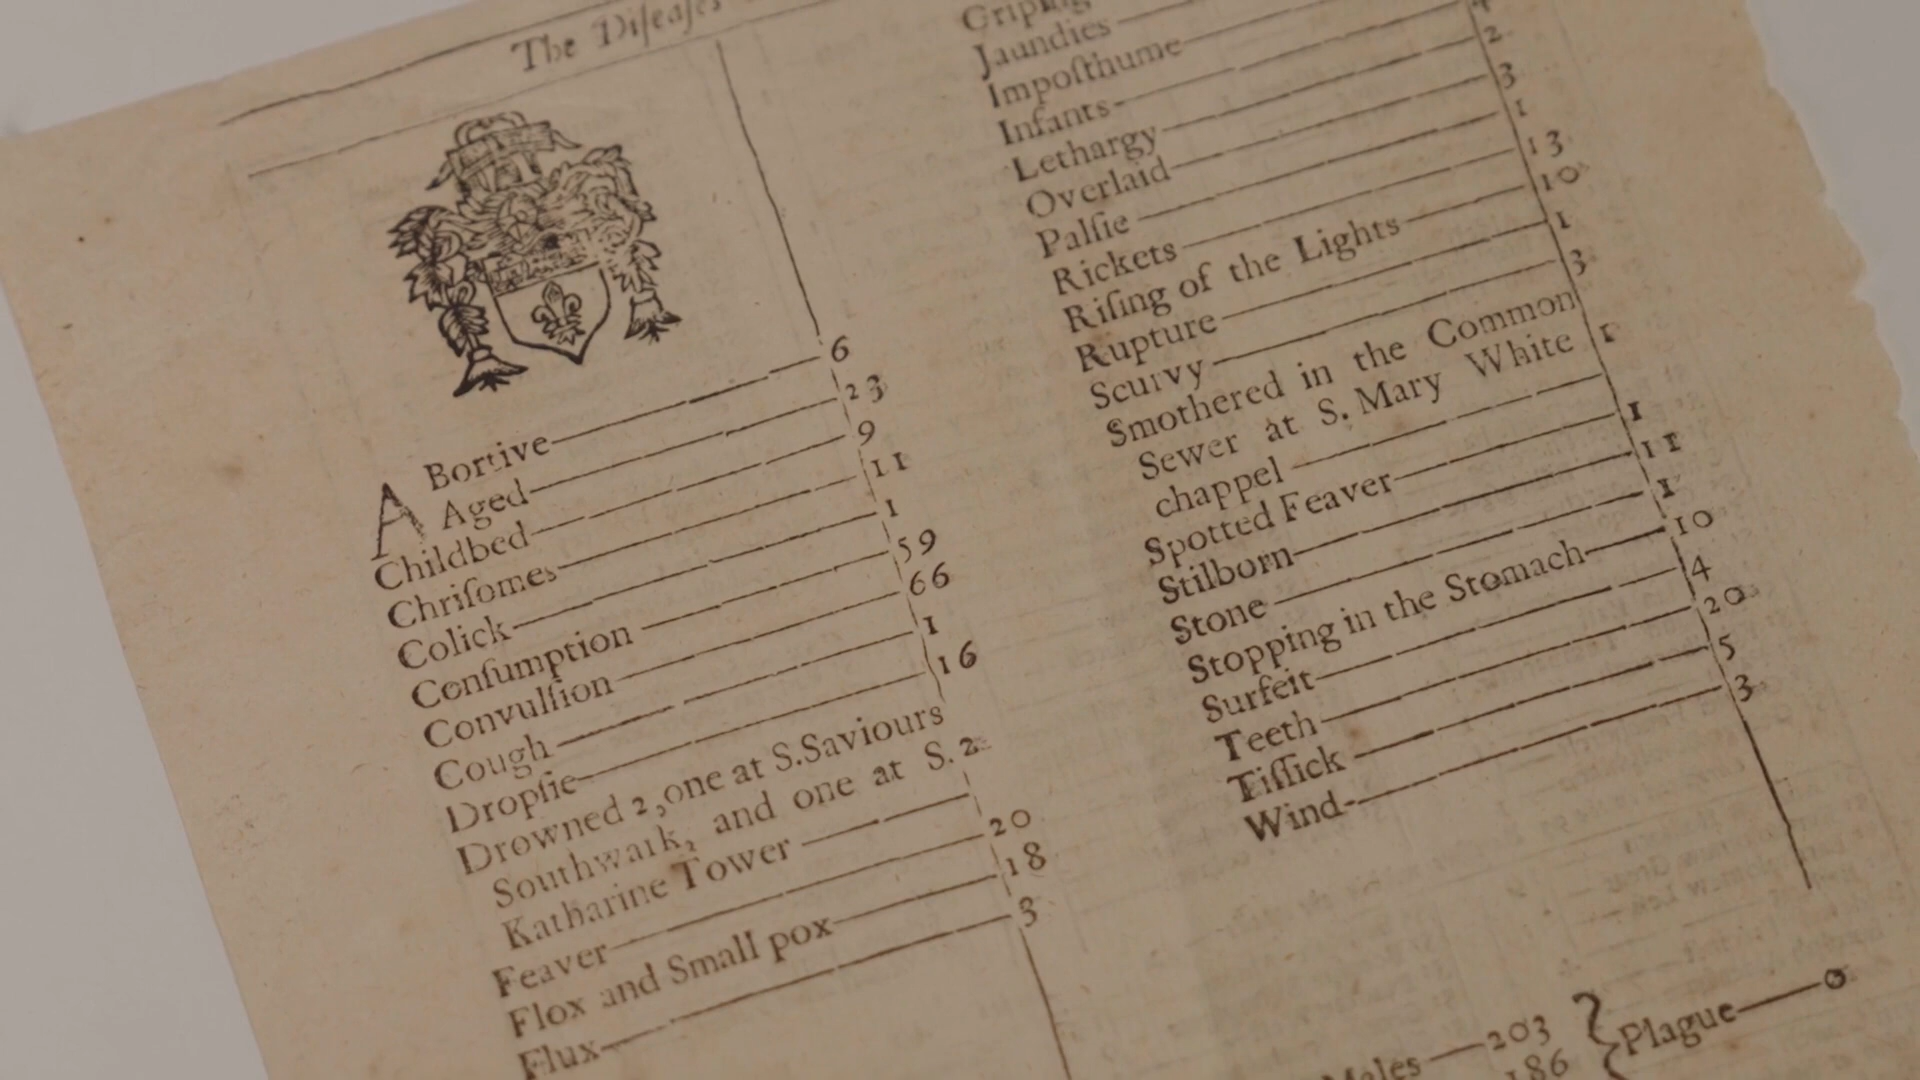 The Diſeaſes
A Bortive 6
Aged 23
Childbed 9
Chriſomes 11
Colick 1
Conſumption 59
Convulſion 66
Cough 1
Dropſie 16
Drowned 2, one at S. Saviours
Southwark, and one at S. 2
Katharine Tower
Feaver 20
Flox and Small pox 18
Flux 3
Griping
Jaundies
Impoſthume
Infants
Lethargy 2
Overlaid 3
Palſie 1
Rickets 13
Riſing of the Lights 10
Rupture 1
Scurvy 3
Smothered in the Common
Sewer at S. Mary White 1
chappel
Spotted Feaver 1
Stilborn 11
Stone 1
Stopping in the Stomach 10
Surfeit 4
Teeth 20
Tiſſick 5
Wind 3
Males 203
186
Plague 0